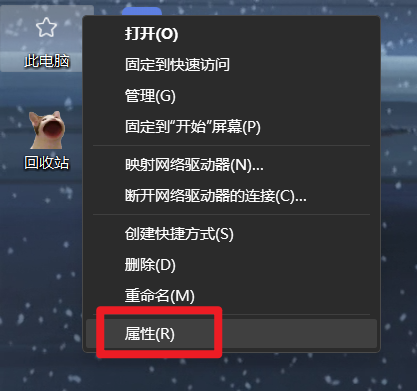 此电脑
回收站
打开(O)
固定到快速访问
管理(G)
固定到“开始”屏幕(P)
映射网络驱动器(N)...
断开网络驱动器的连接(C)...
创建快捷方式(S)
删除(D)
重命名(M)
属性(R)